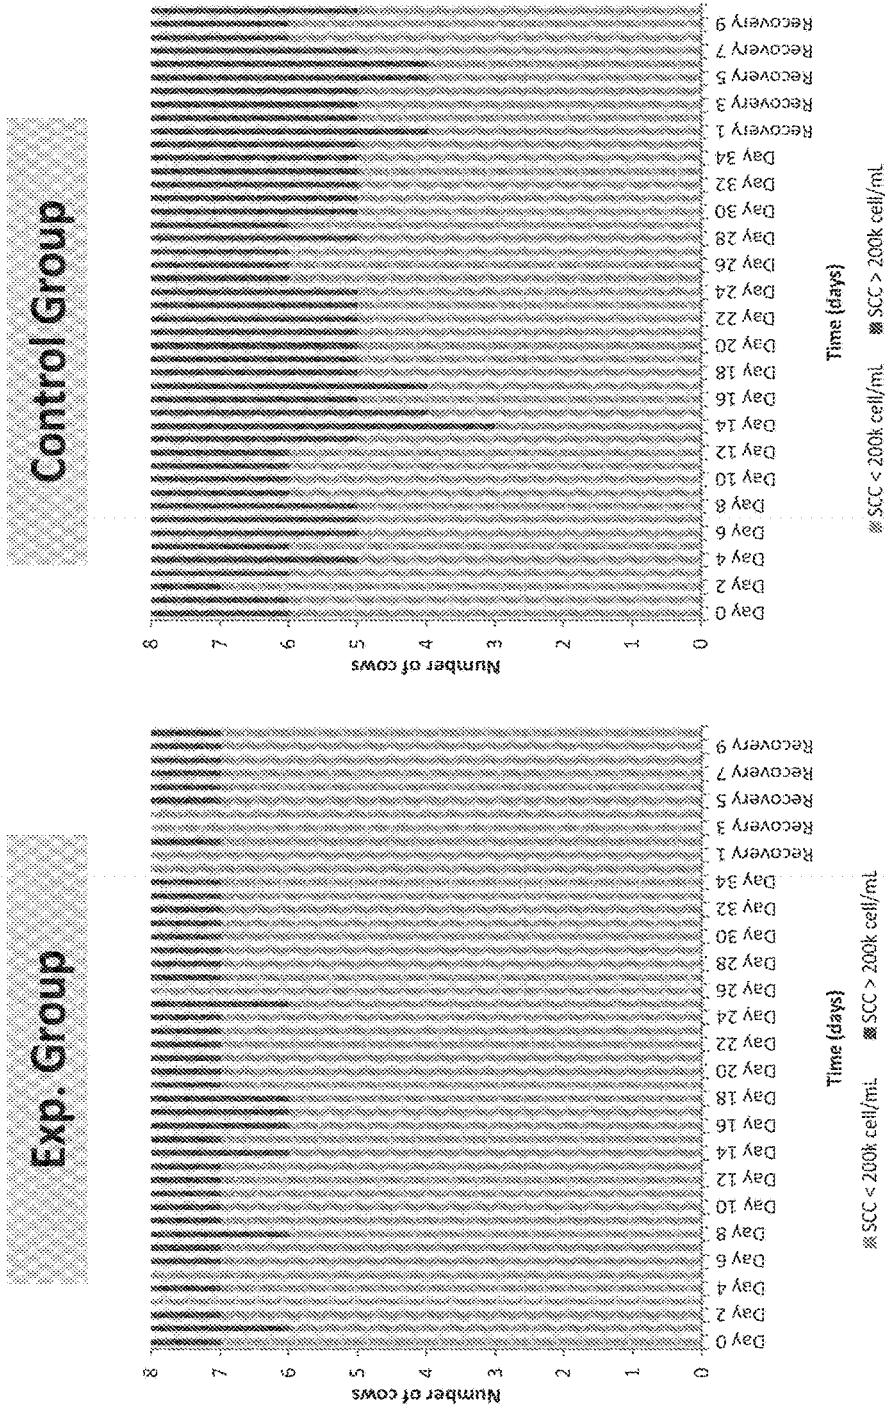 Exp. Group
Number of cows
8
7
6
5
4
3
2
1
0
Day 0
Day 2
Day 4
Day 6
Day 8
Day 10
Day 12
Day 14
Day 16
Day 18
Day 20
Day 22
Day 24
Day 26
Day 28
Day 30
Day 32
Day 34
Recovery 1
Recovery 3
Recovery 5
Recovery 7
Recovery 9
Time (days)
SCC < 200k cell/mL SCC > 200k cell/mL
Control Group
Number of cows
8
7
6
5
4
3
2
1
0
Day 0
Day 2
Day 4
Day 6
Day 8
Day 10
Day 12
Day 14
Day 16
Day 18
Day 20
Day 22
Day 24
Day 26
Day 28
Day 30
Day 32
Day 34
Recovery 1
Recovery 3
Recovery 5
Recovery 7
Recovery 9
Time (days)
SCC < 200k cell/mL SCC > 200k cell/mL